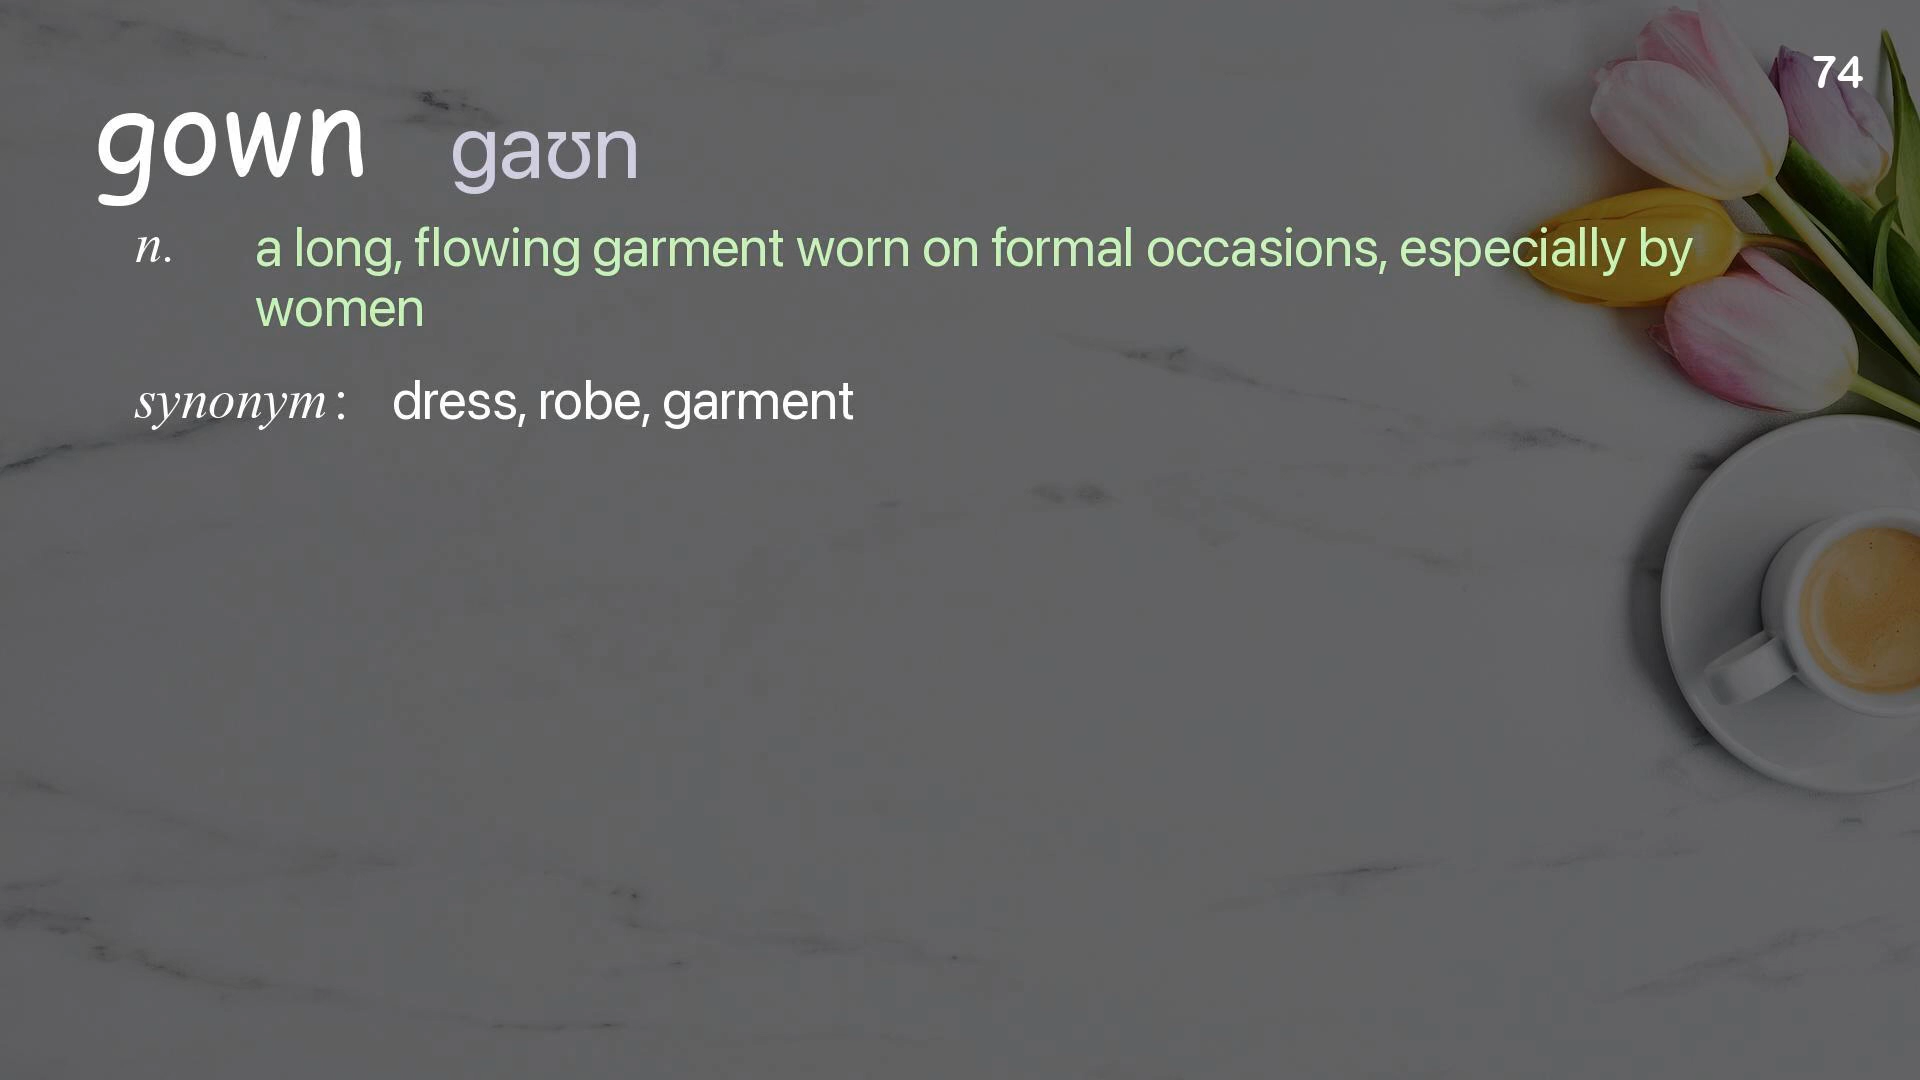 74
gown gaʊn
n. a long, flowing garment worn on formal occasions, especially by
women
synonym : dress, robe, garment